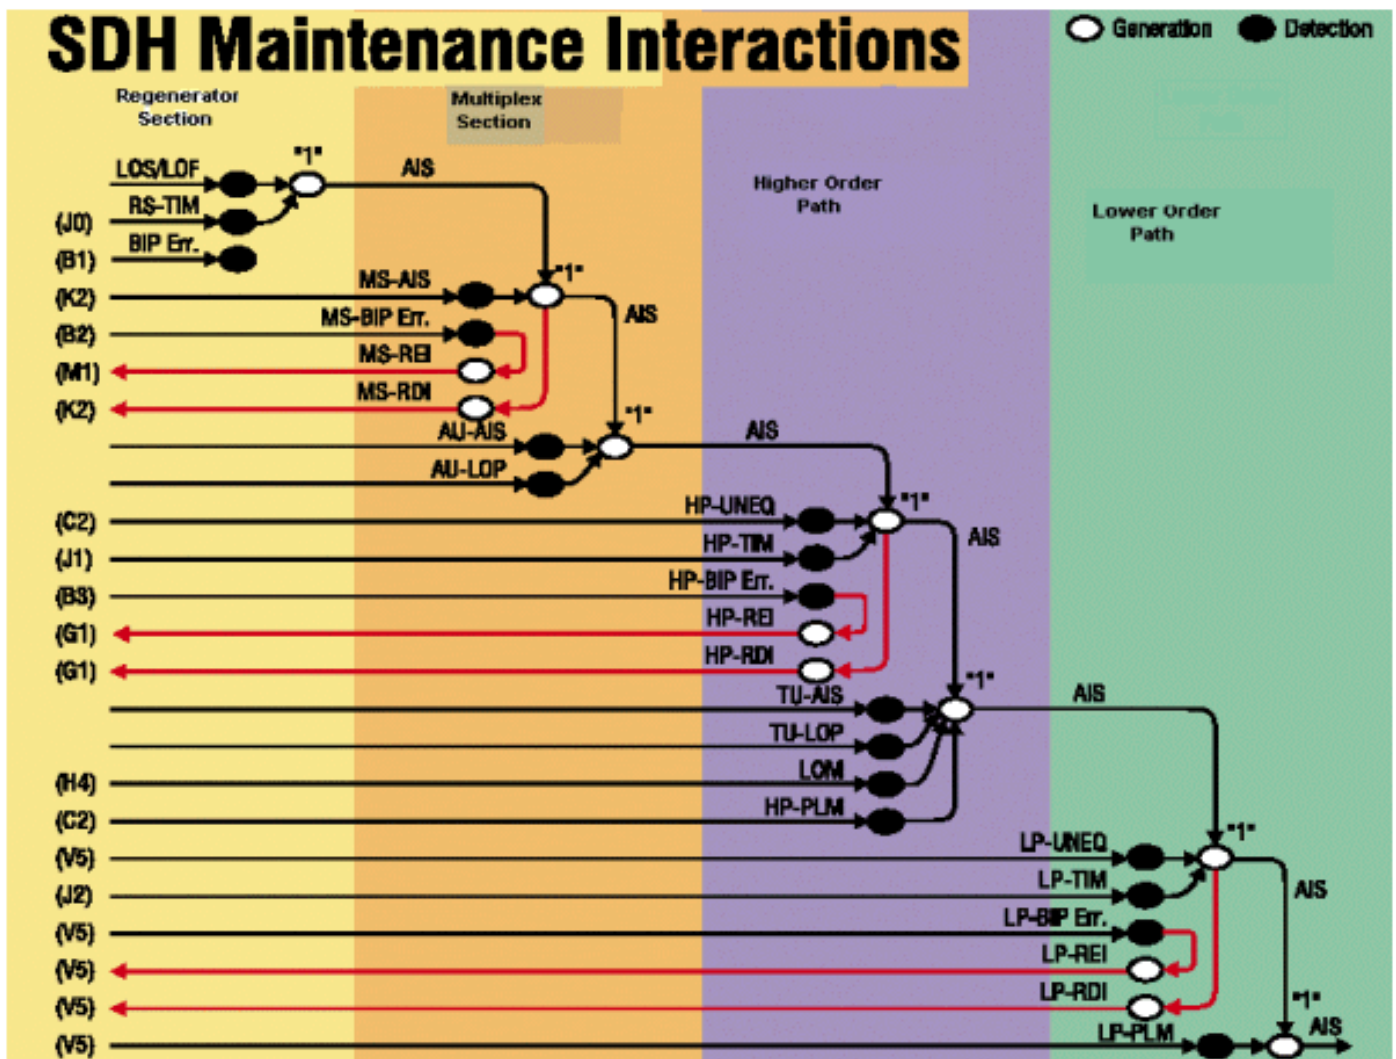 SDH Maintenance Interactions
Generation
Detection
Regenerator
Section
Multiplex
Section
Higher Order
Path
Lower Order
Path
LOS/LOF
"1"
AIS
(J0) RS-TIM
(B1) BIP Err.
(K2) MS-AIS "1"
(B2) MS-BIP Err. AIS
(M1) MS-REI
(K2) MS-RDI
AU-AIS "1" AIS
AU-LOP
(C2) HP-UNEQ "1"
(J1) HP-TIM AIS
(B3) HP-BIP Err.
(G1) HP-REI
(G1) HP-RDI
TU-AIS "1" AIS
TU-LOP
(H4) LOM
(C2) HP-PLM
(V5) LP-UNEQ "1"
(J2) LP-TIM AIS
(V5) LP-BIP Err.
(V5) LP-REI
(V5) LP-RDI "1"
(V5) LP-PLM AIS